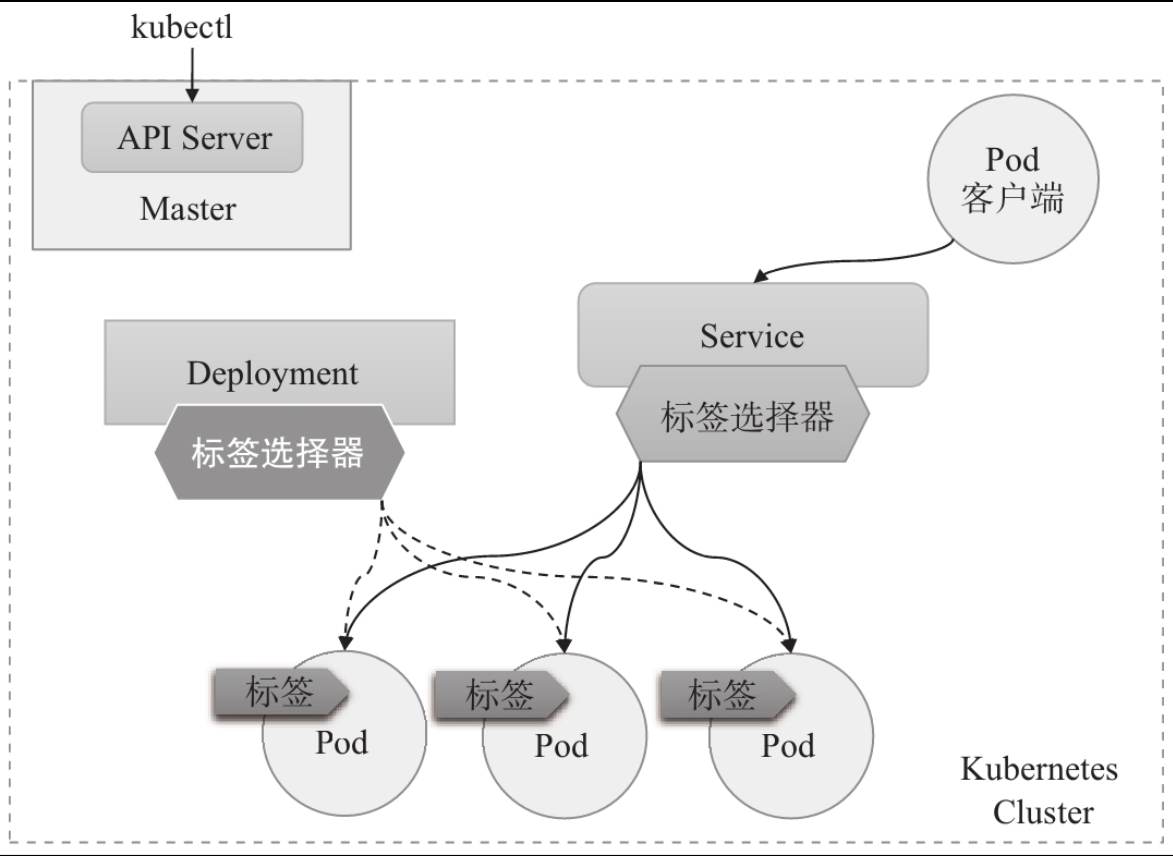 kubectl
API Server
Master
Pod
客户端
Service
标签选择器
Deployment
标签选择器
标签
Pod
标签
Pod
标签
Pod
Kubernetes
Cluster